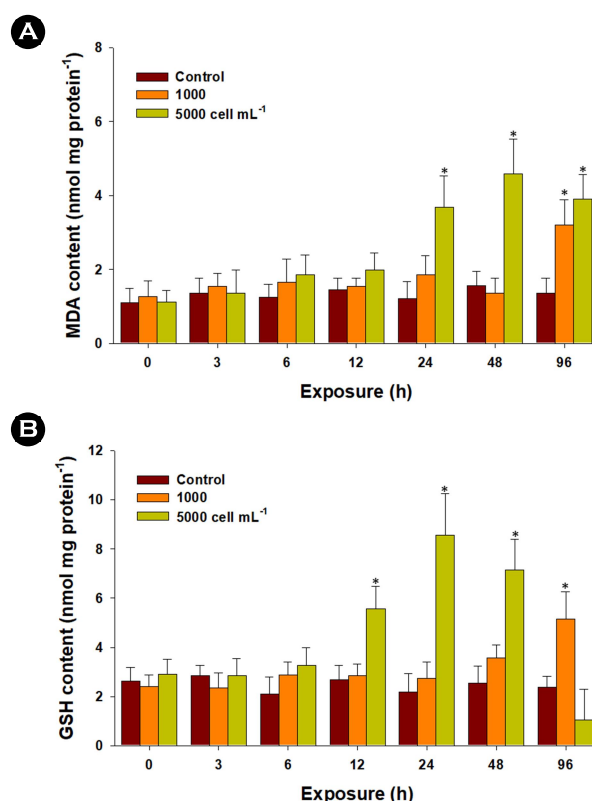 A
MDA content (nmol mg protein⁻¹)
8
6
4
2
0
Control
1000
5000 cell mL⁻¹
*
*
*
*
0 3 6 12 24 48 96
Exposure (h)
B
GSH content (nmol mg protein⁻¹)
12
10
8
6
4
2
0
Control
1000
5000 cell mL⁻¹
*
*
*
*
0 3 6 12 24 48 96
Exposure (h)